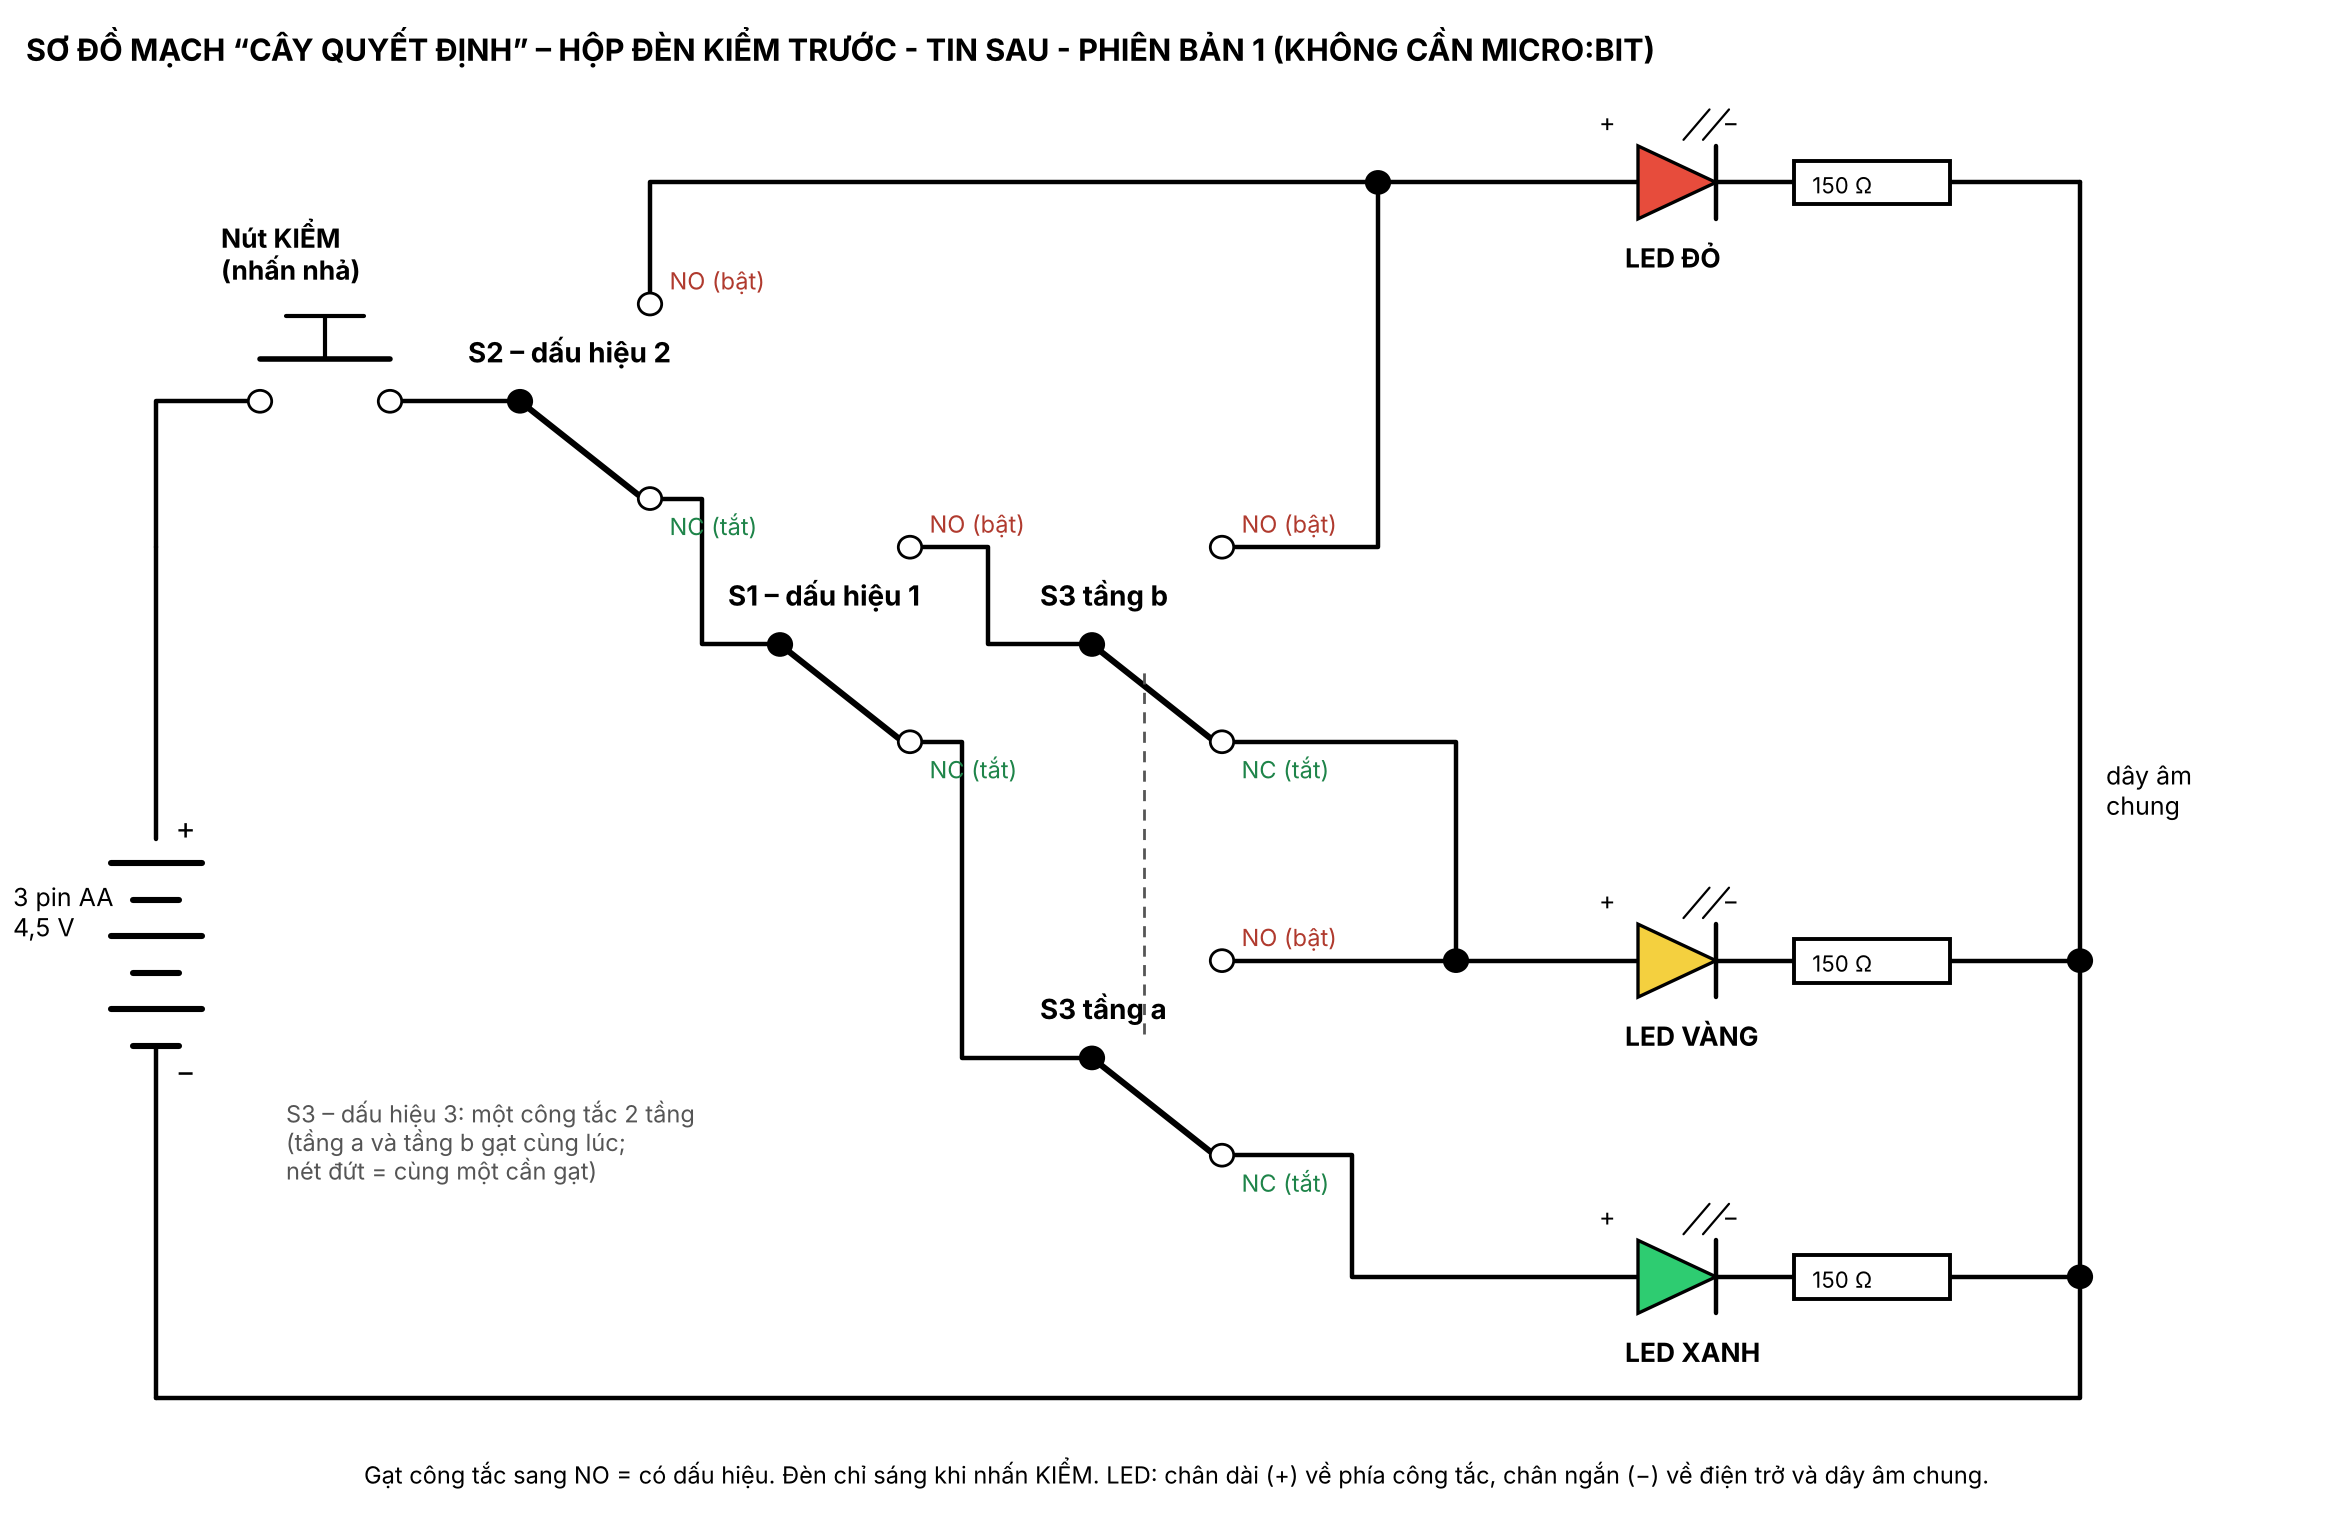 SƠ ĐỒ MẠCH “CÂY QUYẾT ĐỊNH” – HỘP ĐÈN KIỂM TRƯỚC - TIN SAU - PHIÊN BẢN 1 (KHÔNG CẦN MICRO:BIT)
+
–
150 Ω
LED ĐỎ
Nút KIỂM
(nhấn nhả)
NO (bật)
S2 – dấu hiệu 2
NC (tắt)
NO (bật)
S1 – dấu hiệu 1
NC (tắt)
NO (bật)
S3 tầng b
NC (tắt)
dây âm
chung
+
3 pin AA
4,5 V
–
+
–
150 Ω
LED VÀNG
NO (bật)
S3 tầng a
NC (tắt)
S3 – dấu hiệu 3: một công tắc 2 tầng
(tầng a và tầng b gạt cùng lúc;
nét đứt = cùng một cần gạt)
+
–
150 Ω
LED XANH
Gạt công tắc sang NO = có dấu hiệu. Đèn chỉ sáng khi nhấn KIỂM. LED: chân dài (+) về phía công tắc, chân ngắn (–) về điện trở và dây âm chung.